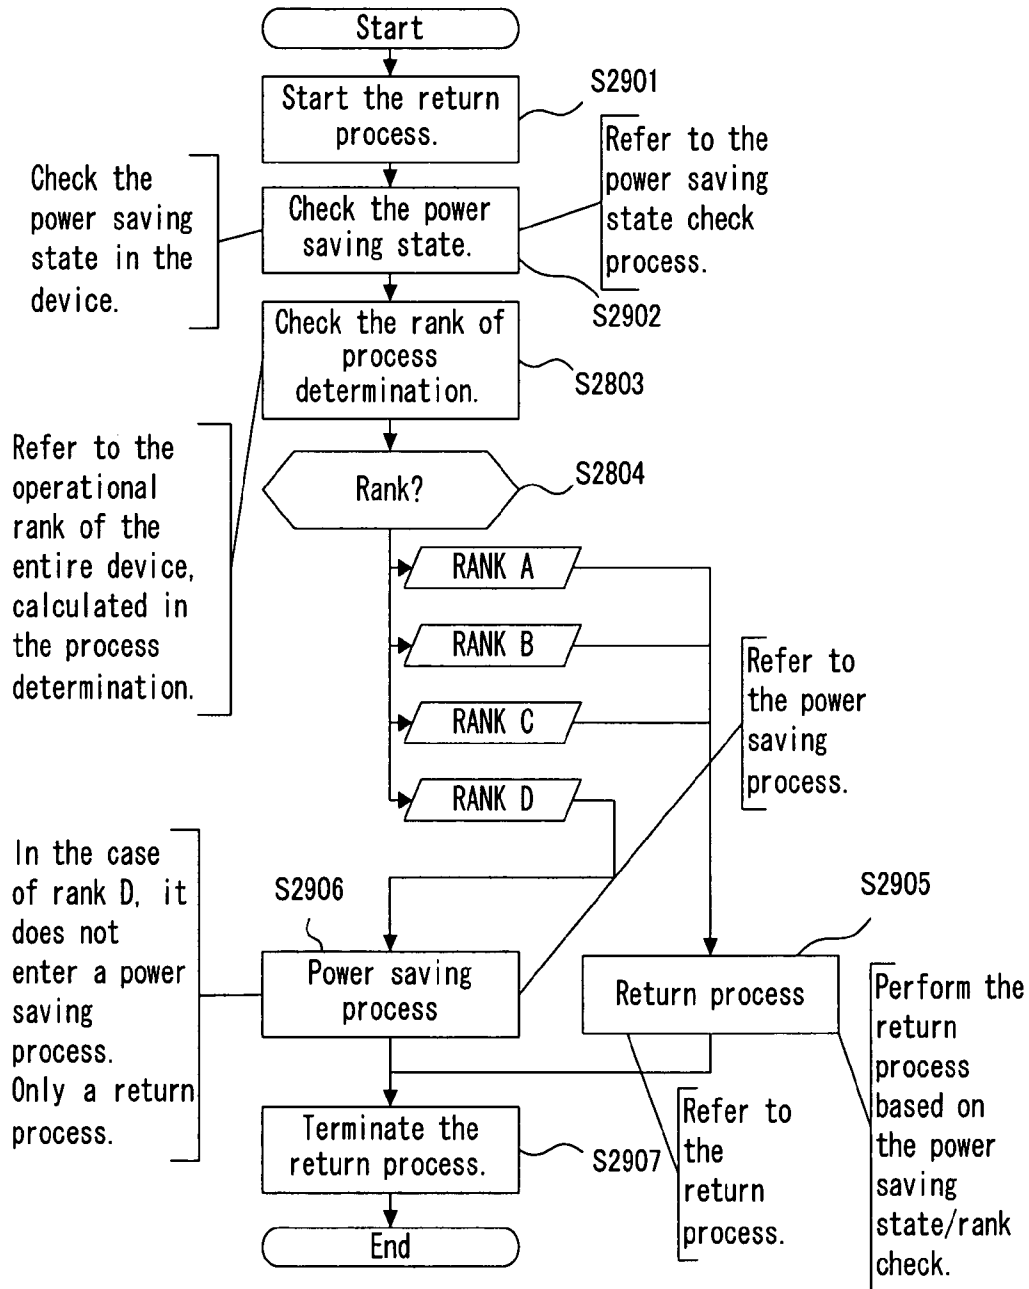 Start
Start the return
process.
S2901
Check the power
saving state.
S2902
Check the
power saving
state in the
device.
Refer to the
power saving
state check
process.
Check the rank of
process
determination.
S2803
Refer to the
operational
rank of the
entire device,
calculated in
the process
determination.
Rank?
S2804
RANK A
RANK B
RANK C
RANK D
Refer to
the power
saving
process.
In the case
of rank D, it
does not
enter a power
saving
process.
Only a return
process.
S2906
Power saving
process
S2905
Return process
Perform the
return
process
based on
the power
saving
state/rank
check.
Refer to
the
return
process.
Terminate the
return process.
S2907
End